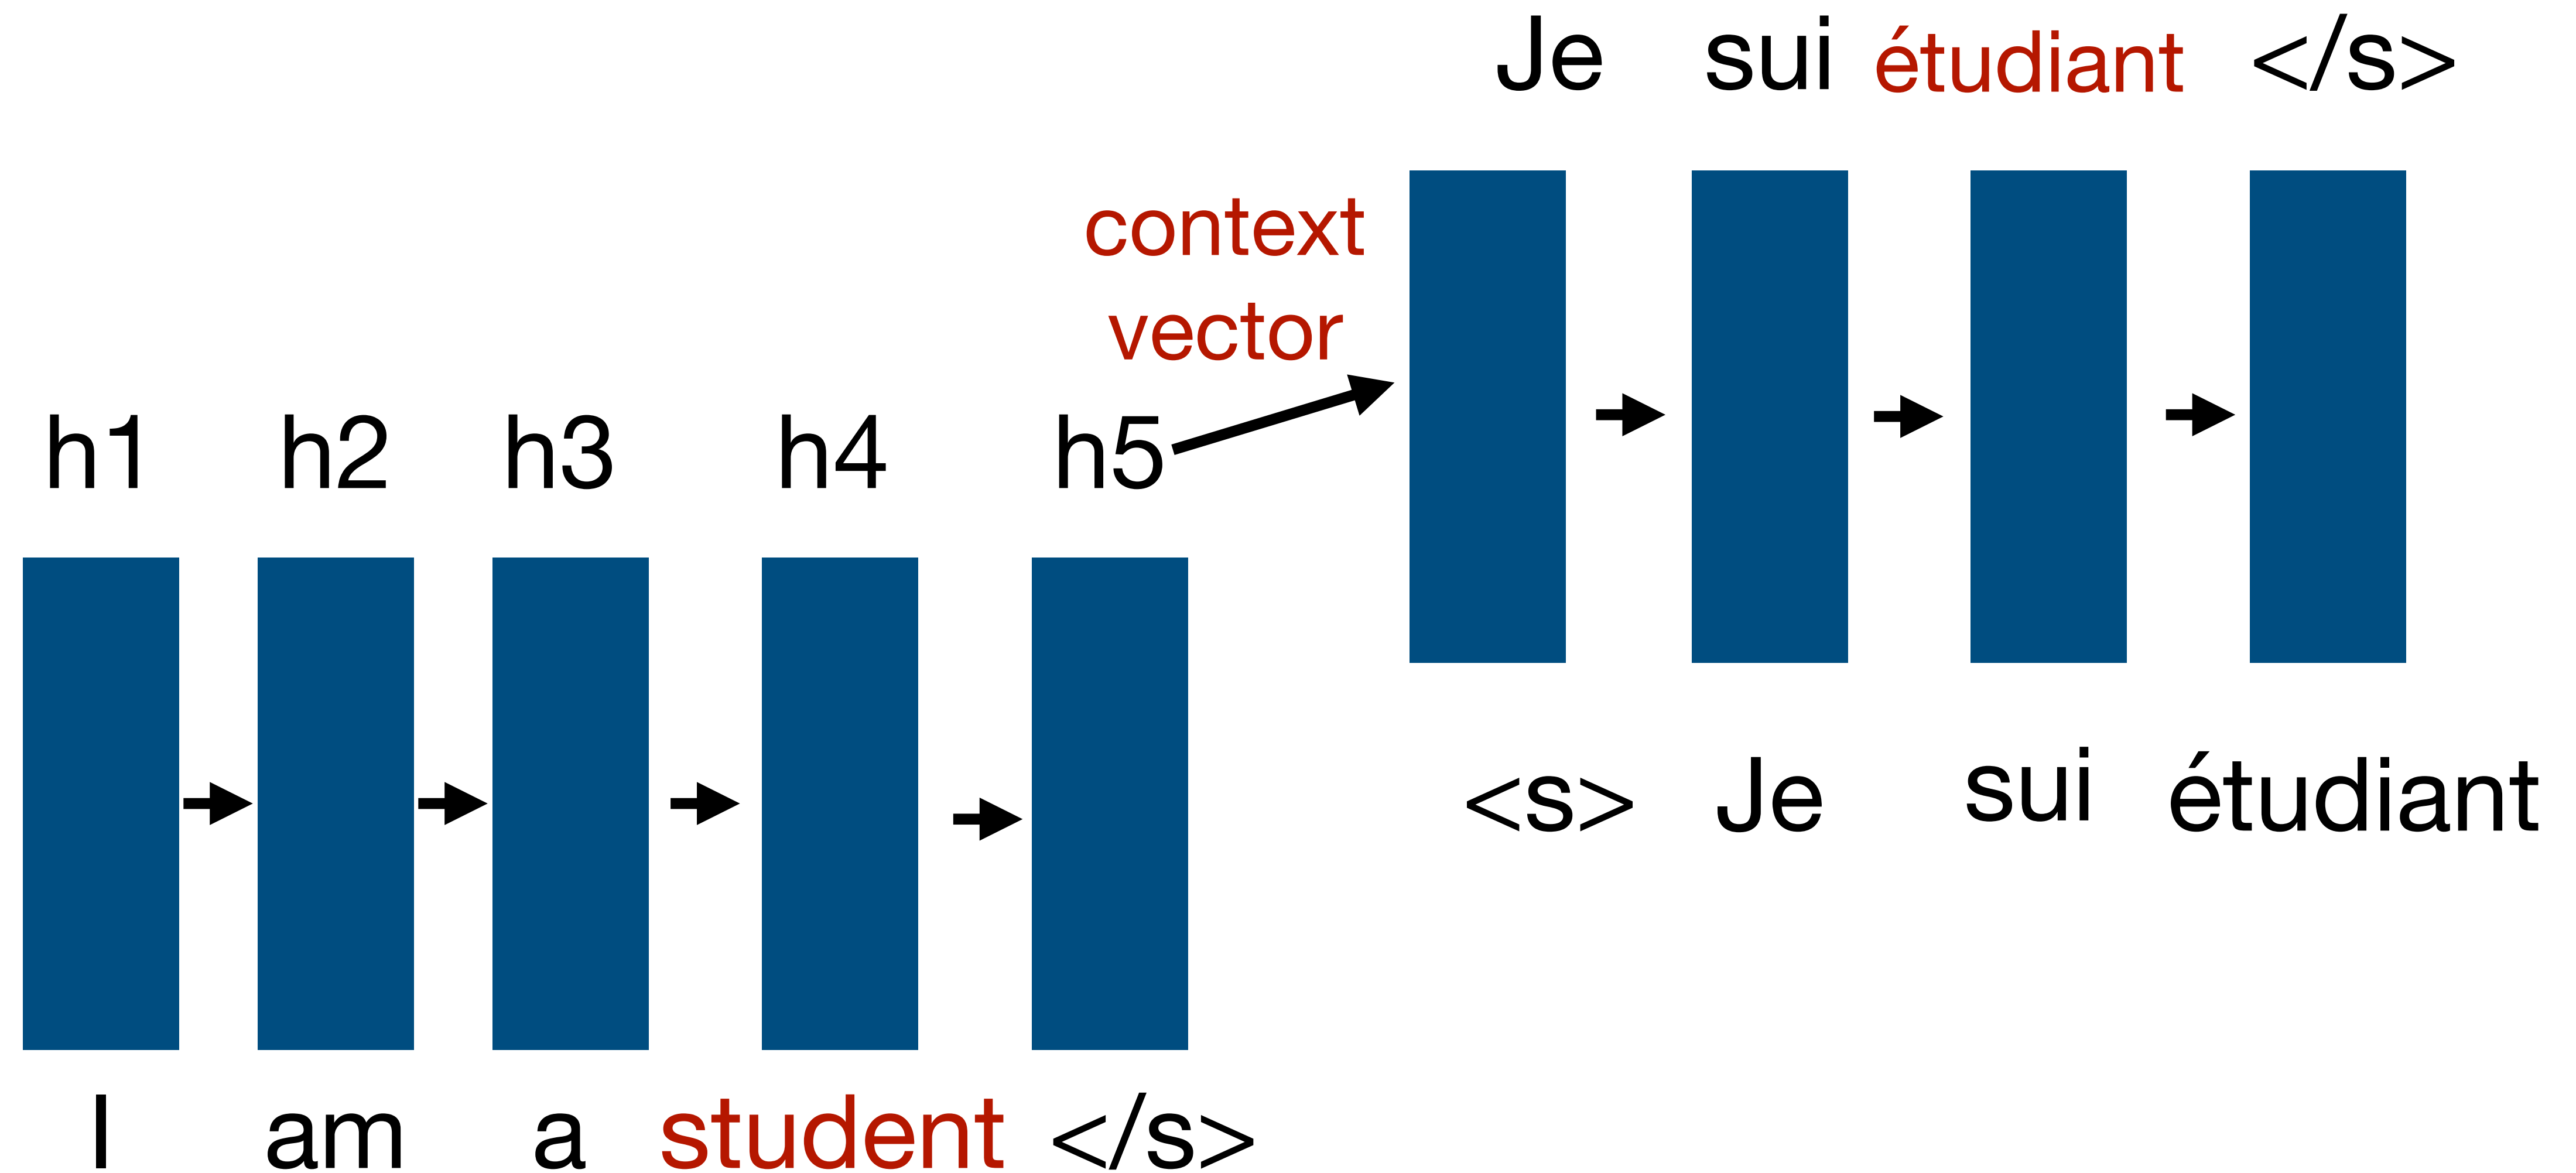 Je sui étudiant </s>
context
vector
h1 h2 h3 h4 h5
<s> Je sui étudiant
I am a student </s>